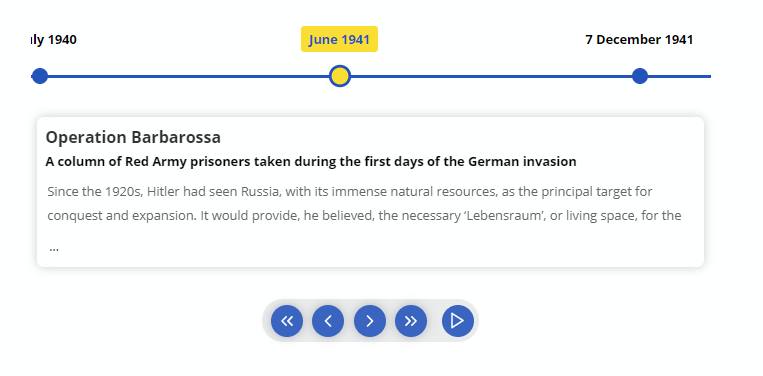 ly 1940
June 1941
7 December 1941
Operation Barbarossa
A column of Red Army prisoners taken during the first days of the German invasion
Since the 1920s, Hitler had seen Russia, with its immense natural resources, as the principal target for
conquest and expansion. It would provide, he believed, the necessary ‘Lebensraum’, or living space, for the
...